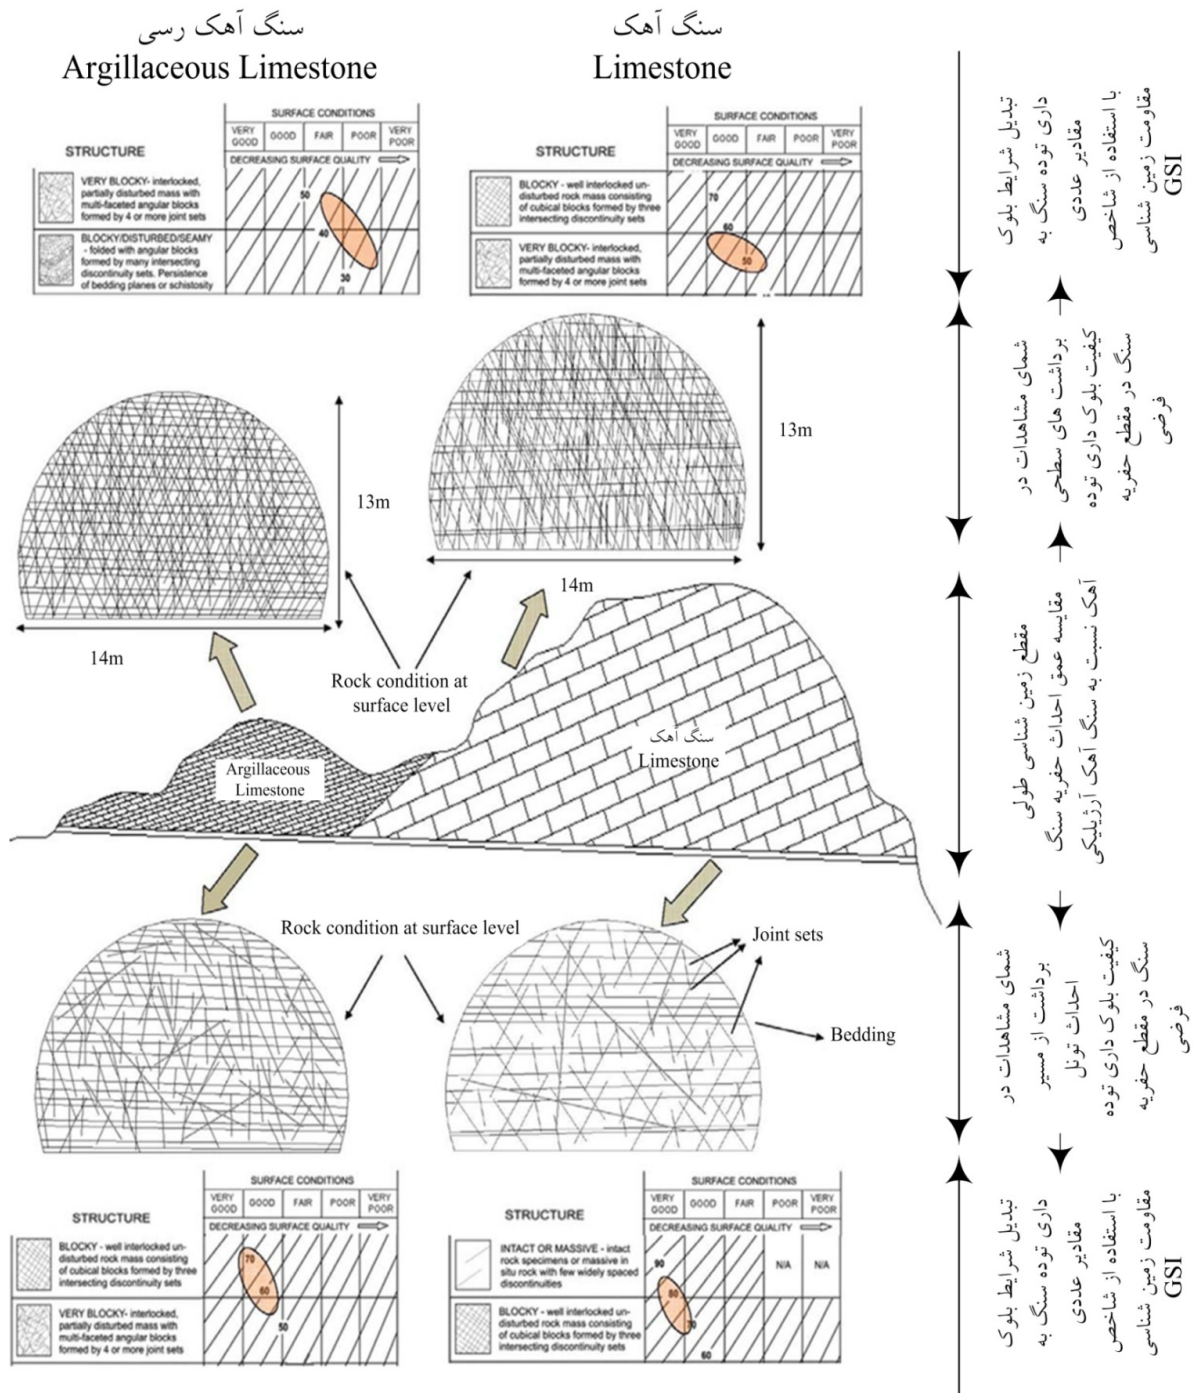 سنگ آهک رسی
Argillaceous Limestone
سنگ آهک
Limestone
SURFACE CONDITIONS
VERY GOOD
GOOD
FAIR
POOR
VERY POOR
STRUCTURE
DECREASING SURFACE QUALITY
VERY BLOCKY- interlocked,
partially disturbed mass with
multi-faceted angular blocks
formed by 4 or more joint sets
BLOCKY/DISTURBED/SEAMY
- folded with angular blocks
formed by many intersecting
discontinuity sets. Persistence
of bedding planes or schistosity
50
40
30
SURFACE CONDITIONS
VERY GOOD
GOOD
FAIR
POOR
VERY POOR
STRUCTURE
DECREASING SURFACE QUALITY
BLOCKY - well interlocked un-
disturbed rock mass consisting
of cubical blocks formed by three
intersecting discontinuity sets
VERY BLOCKY- interlocked,
partially disturbed mass with
multi-faceted angular blocks
formed by 4 or more joint sets
70
60
50
تبدیل شرایط بلوک
داری توده سنگ به
مقادیر عددی
با استفاده از شاخص
مقاومت زمین شناسی
GSI
13m
14m
13m
14m
شمای مشاهدات در
برداشت های سطحی
کیفیت بلوک داری توده
سنگ در مقطع حفریه
فرضی
Rock condition at
surface level
Argillaceous
Limestone
سنگ آهک
Limestone
مقطع زمین شناسی طولی
مقایسه عمق احداث حفریه سنگ
آهک نسبت به سنگ آهک آرژیلیکی
Rock condition at surface level
Joint sets
Bedding
شمای مشاهدات در
برداشت از مسیر
احداث تونل
کیفیت بلوک داری توده
سنگ در مقطع حفریه
فرضی
SURFACE CONDITIONS
VERY GOOD
GOOD
FAIR
POOR
VERY POOR
STRUCTURE
DECREASING SURFACE QUALITY
BLOCKY - well interlocked un-
disturbed rock mass consisting
of cubical blocks formed by three
intersecting discontinuity sets
VERY BLOCKY- interlocked,
partially disturbed mass with
multi-faceted angular blocks
formed by 4 or more joint sets
70
60
50
SURFACE CONDITIONS
VERY GOOD
GOOD
FAIR
POOR
VERY POOR
STRUCTURE
DECREASING SURFACE QUALITY
INTACT OR MASSIVE - intact
rock specimens or massive in
situ rock with few widely spaced
discontinuities
BLOCKY - well interlocked un-
disturbed rock mass consisting
of cubical blocks formed by three
intersecting discontinuity sets
90
80
70
60
N/A
N/A
تبدیل شرایط بلوک
داری توده سنگ به
مقادیر عددی
با استفاده از شاخص
مقاومت زمین شناسی
GSI